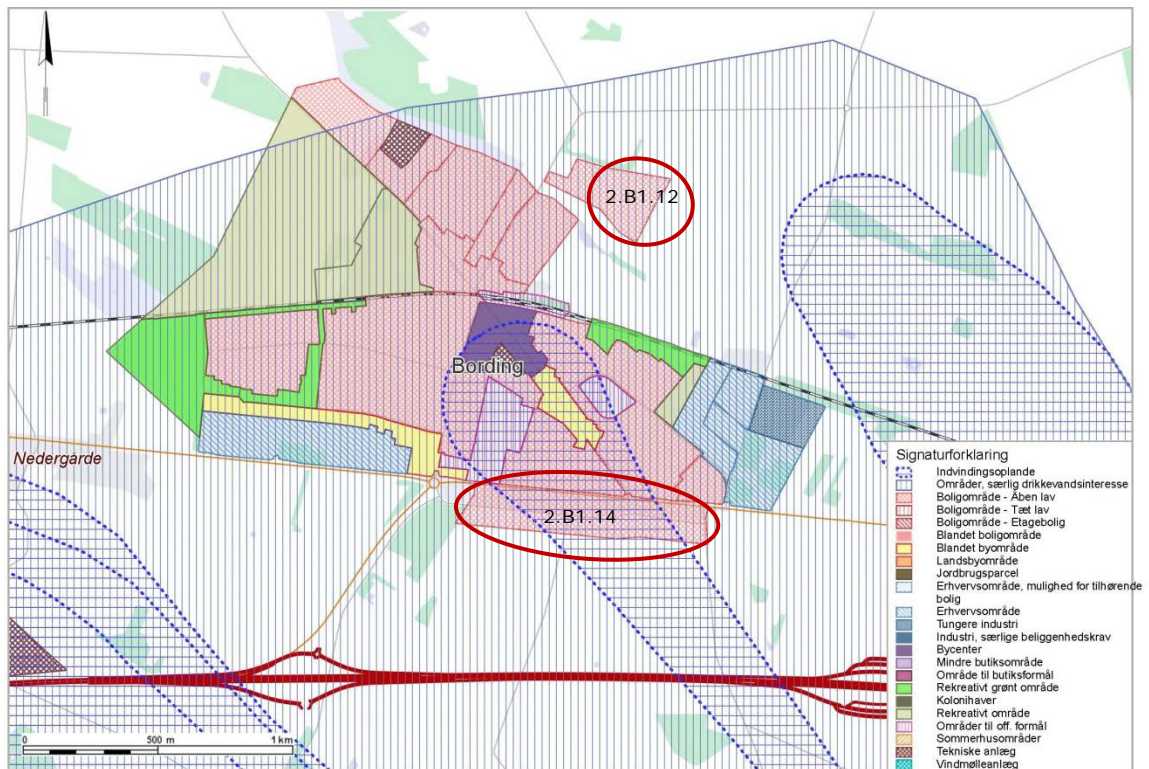 2.B1.12
Bording
Nedergårde
2.B1.14
Signaturforklaring
Indvindingsoplande
Områder, særlig drikkevandsinteresse
Boligområde - Åben lav
Boligområde - Tæt lav
Boligområde - Etagebolig
Blandet boligområde
Blandet byområde
Landsbyområde
Jordbrugsparcel
Erhvervsområde, mulighed for tilhørende
bolig
Erhvervsområde
Tungere industri
Industri, særlige beliggenhedskrav
Bycenter
Mindre butiksområde
Område til butiksformål
Rekreativt grønt område
Kolonihaver
Rekreativt område
Områder til off. formål
Sommerhusområder
Tekniske anlæg
Vindmølleanlæg
0 500 m 1 km